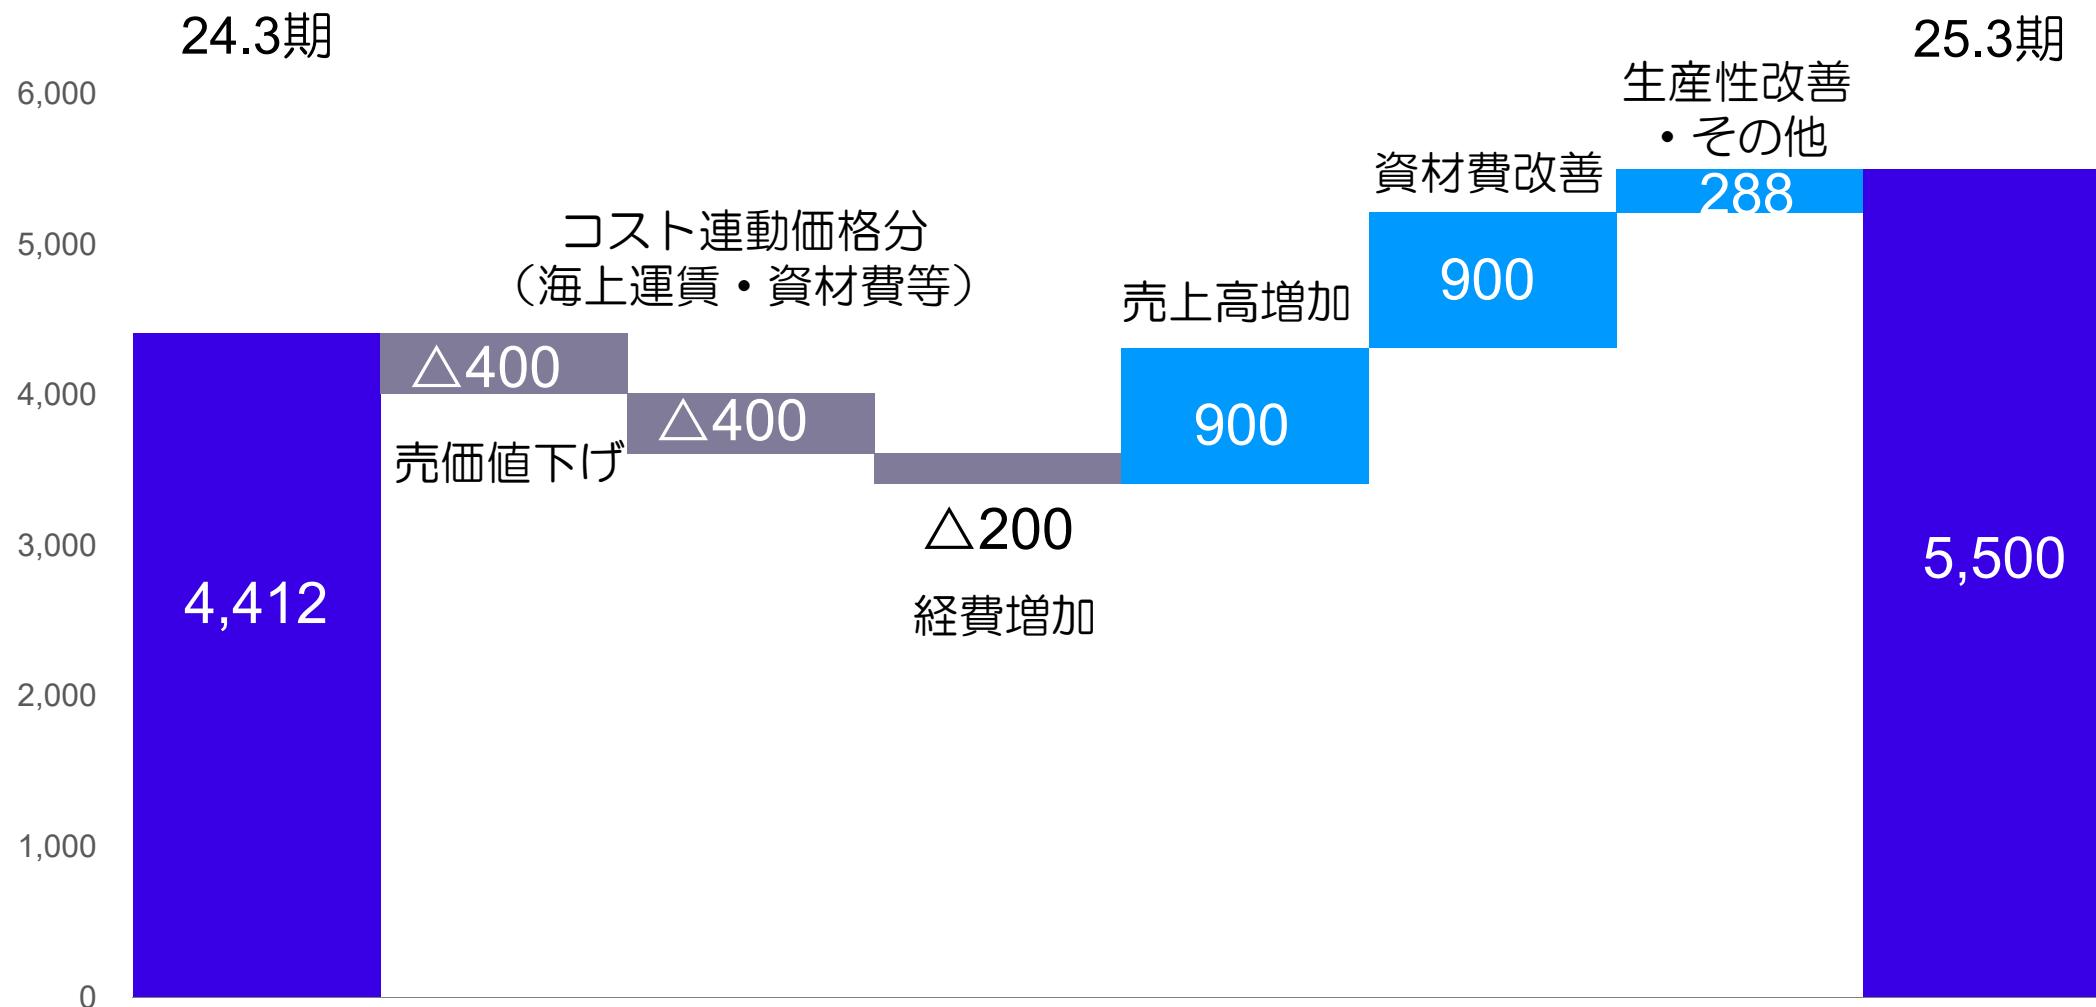 24.3期
25.3期
6,000
5,000
4,000
3,000
2,000
1,000
0
4,412
△400
売価値下げ
コスト連動価格分
（海上運賃・資材費等）
△400
△200
経費増加
売上高増加
900
資材費改善
900
生産性改善
・その他
288
5,500